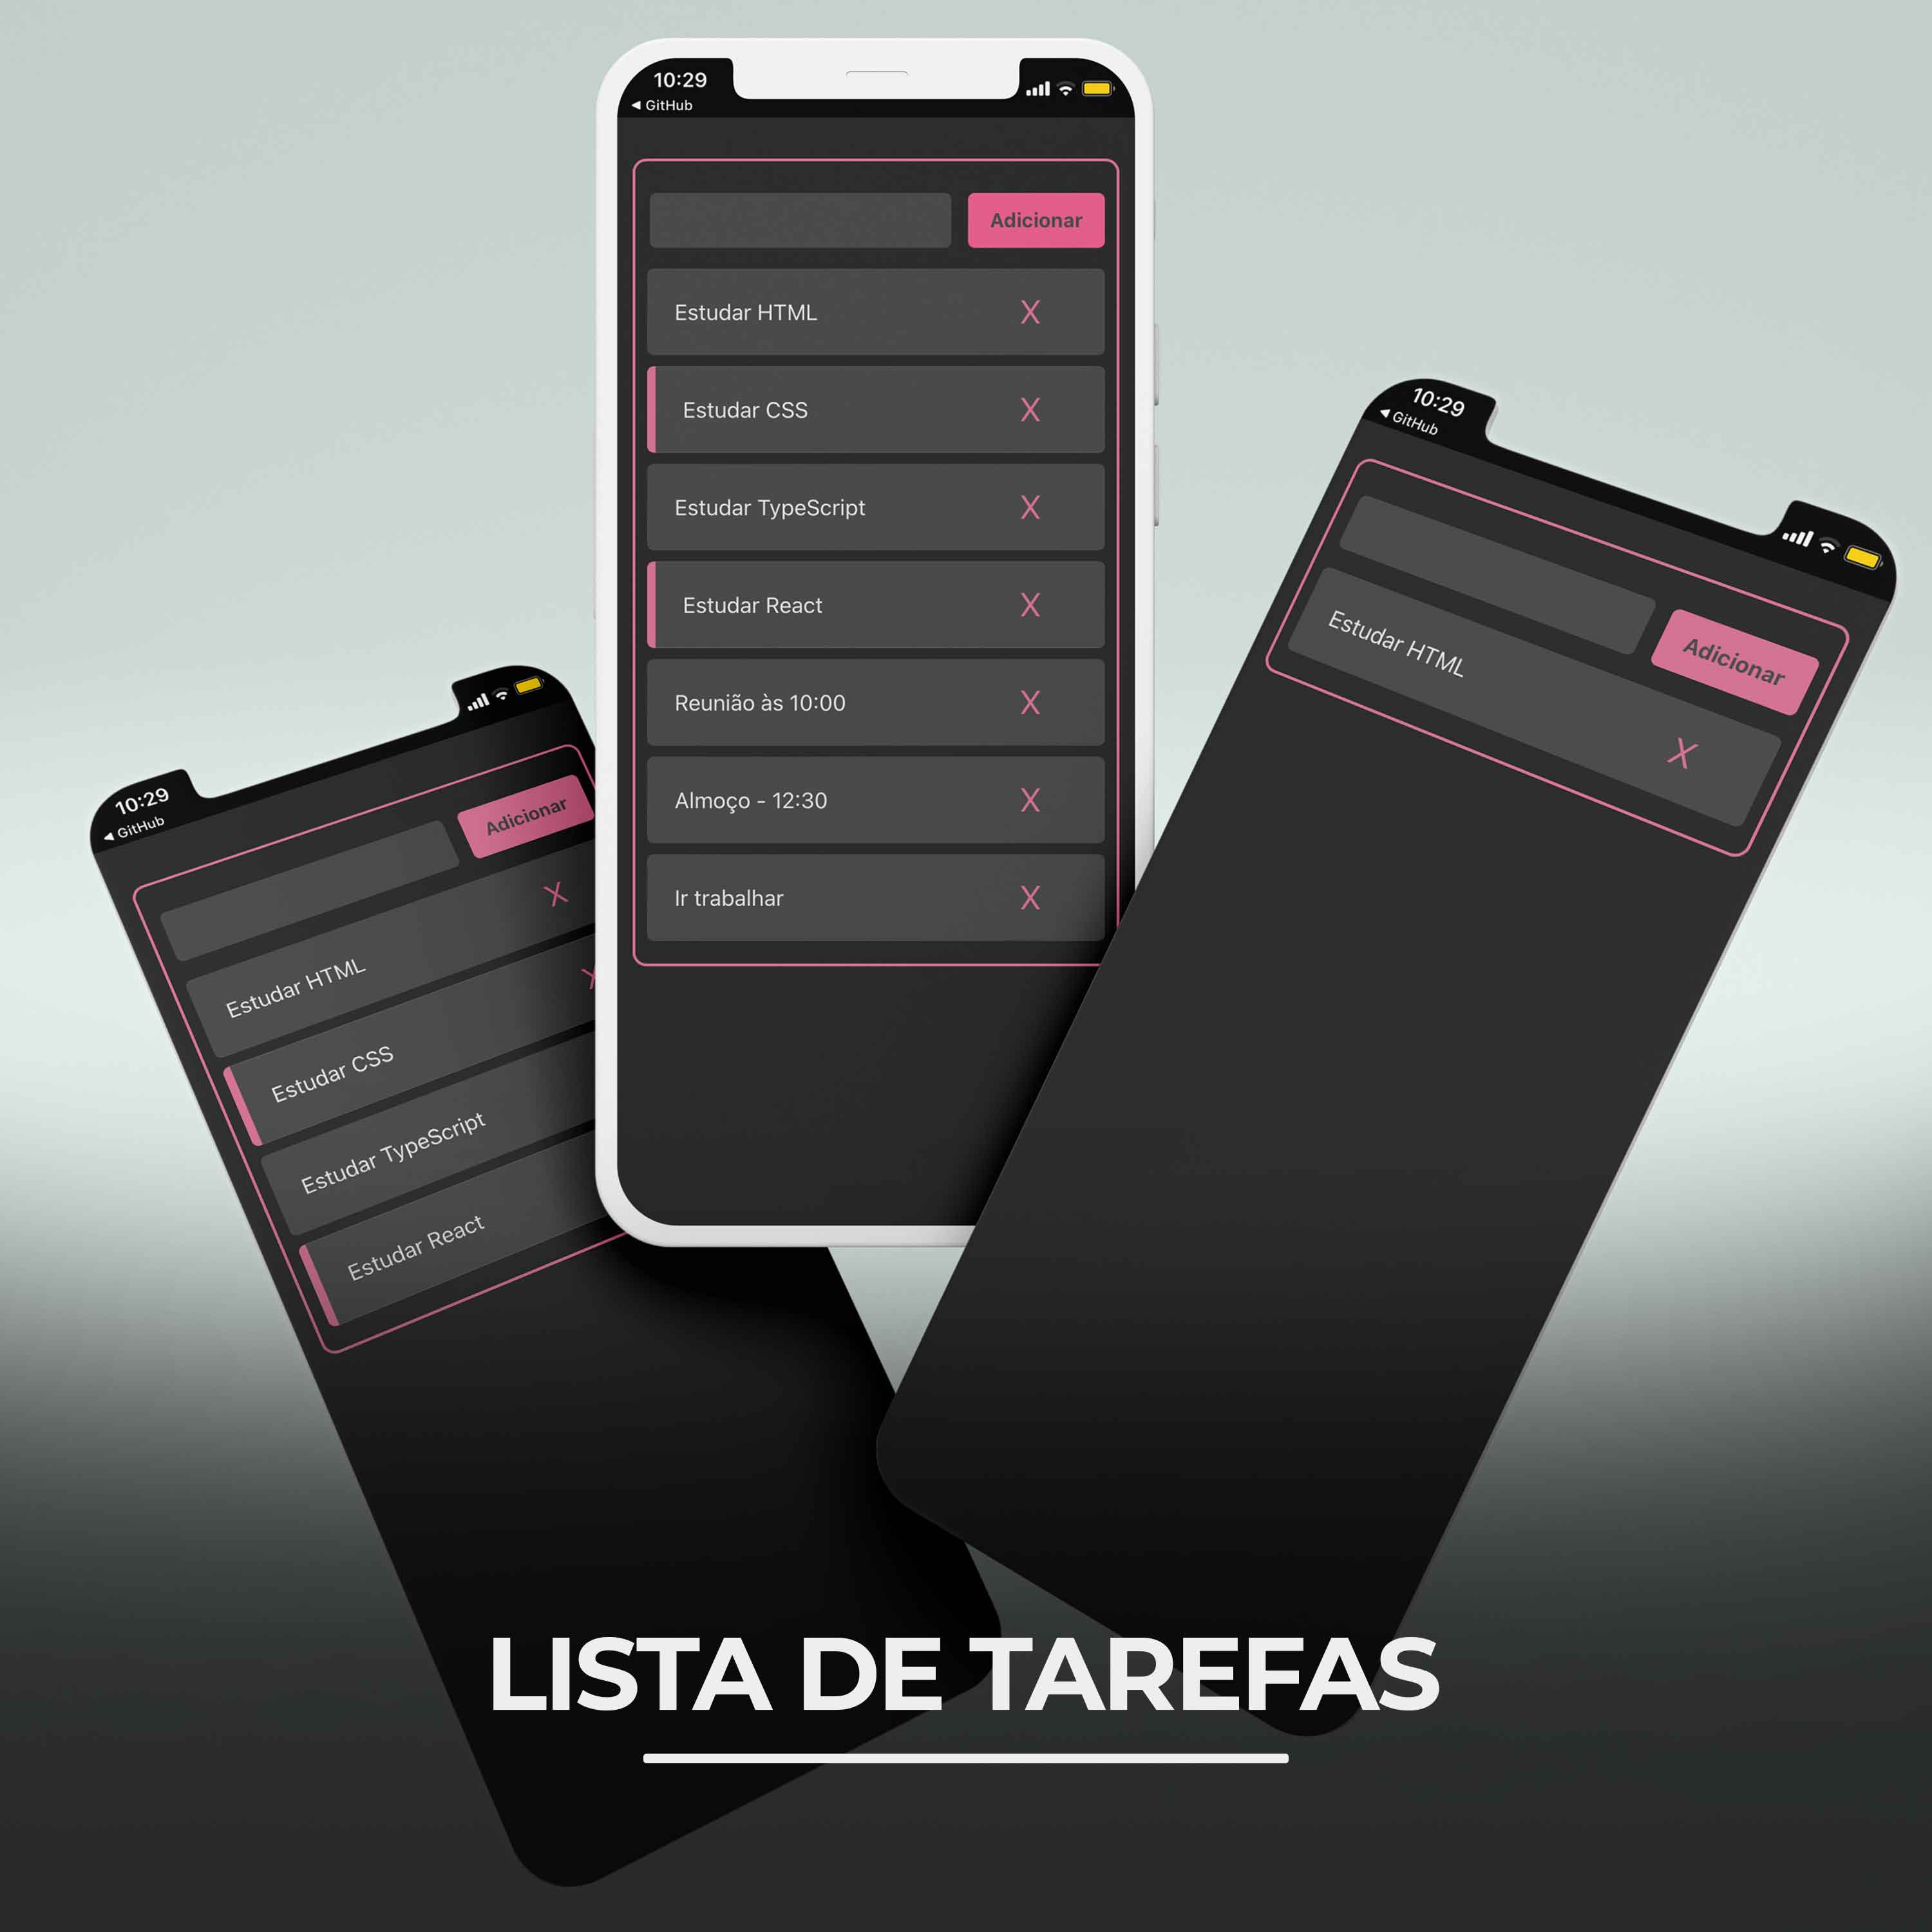 10:29
◀ GitHub
Adicionar
Estudar HTML X
Estudar CSS X
Estudar TypeScript X
Estudar React X
Reunião às 10:00 X
Almoço - 12:30 X
Ir trabalhar X
10:29
◀ GitHub
Adicionar
Estudar HTML X
10:29
◀ GitHub
Adicionar
Estudar HTML X
Estudar CSS X
Estudar TypeScript
Estudar React
LISTA DE TAREFAS